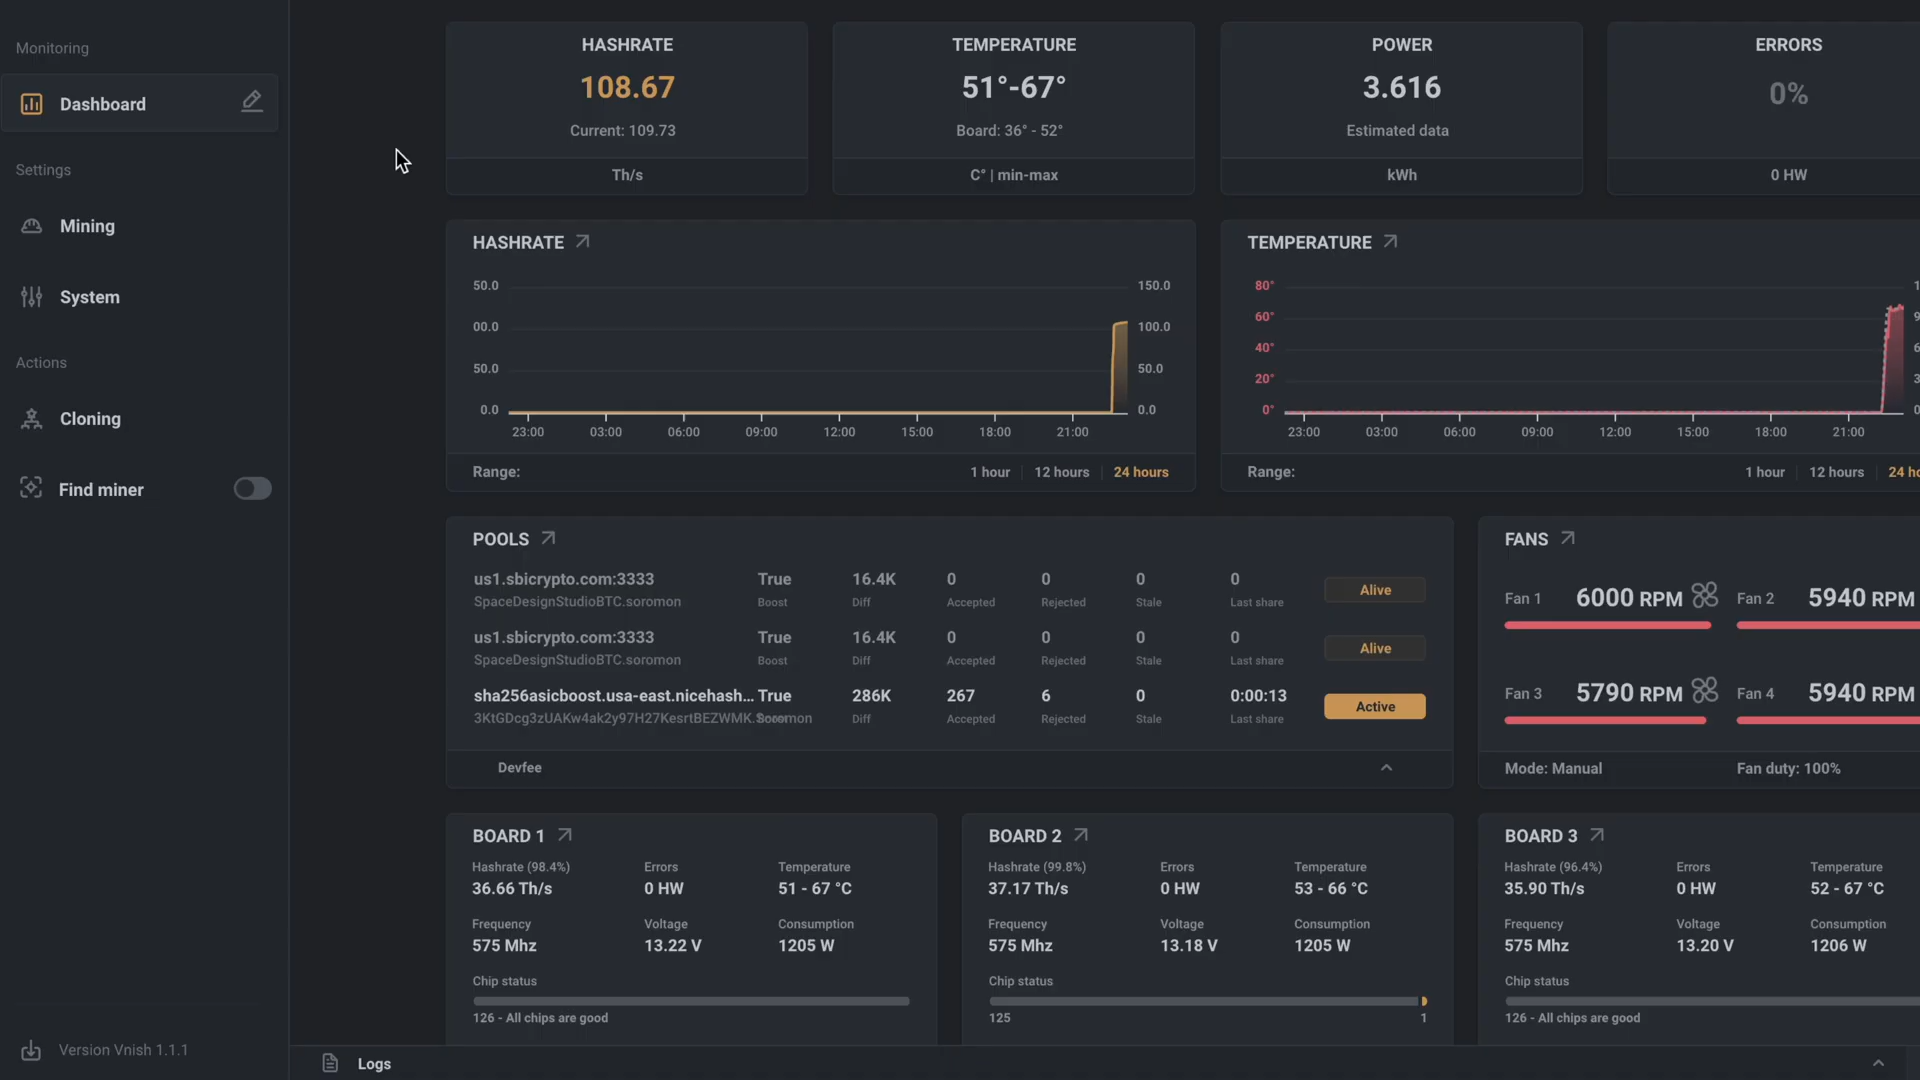 Monitoring
Dashboard
Settings
Mining
System
Actions
Cloning
Find miner
Version Vnish 1.1.1
HASHRATE
108.67
Current: 109.73
Th/s
TEMPERATURE
51°-67°
Board: 36° - 52°
C° | min-max
POWER
3.616
Estimated data
kWh
ERRORS
0%
0 HW
HASHRATE
50.0 150.0
00.0 100.0
50.0 50.0
0.0 0.0
23:00 03:00 06:00 09:00 12:00 15:00 18:00 21:00
Range: 1 hour 12 hours 24 hours
TEMPERATURE
80° 1
60° 9
40° 6
20° 3
0° 0
23:00 03:00 06:00 09:00 12:00 15:00 18:00 21:00
Range: 1 hour 12 hours 24 ho
POOLS
us1.sbicrypto.com:3333 True 16.4K 0 0 0 0 Alive
SpaceDesignStudioBTC.soromon Boost Diff Accepted Rejected Stale Last share
us1.sbicrypto.com:3333 True 16.4K 0 0 0 0 Alive
SpaceDesignStudioBTC.soromon Boost Diff Accepted Rejected Stale Last share
sha256asicboost.usa-east.nicehash... True 286K 267 6 0 0:00:13 Active
3KtGDcg3zUAKw4ak2y97H27KesrtBEZWMK.Soromon Diff Accepted Rejected Stale Last share
Devfee
FANS
Fan 1 6000 RPM Fan 2 5940 RPM
Fan 3 5790 RPM Fan 4 5940 RPM
Mode: Manual Fan duty: 100%
BOARD 1
Hashrate (98.4%) Errors Temperature
36.66 Th/s 0 HW 51 - 67 °C
Frequency Voltage Consumption
575 Mhz 13.22 V 1205 W
Chip status
126 - All chips are good
BOARD 2
Hashrate (99.8%) Errors Temperature
37.17 Th/s 0 HW 53 - 66 °C
Frequency Voltage Consumption
575 Mhz 13.18 V 1205 W
Chip status
125 1
BOARD 3
Hashrate (96.4%) Errors Temperature
35.90 Th/s 0 HW 52 - 67 °C
Frequency Voltage Consumption
575 Mhz 13.20 V 1206 W
Chip status
126 - All chips are good
Logs